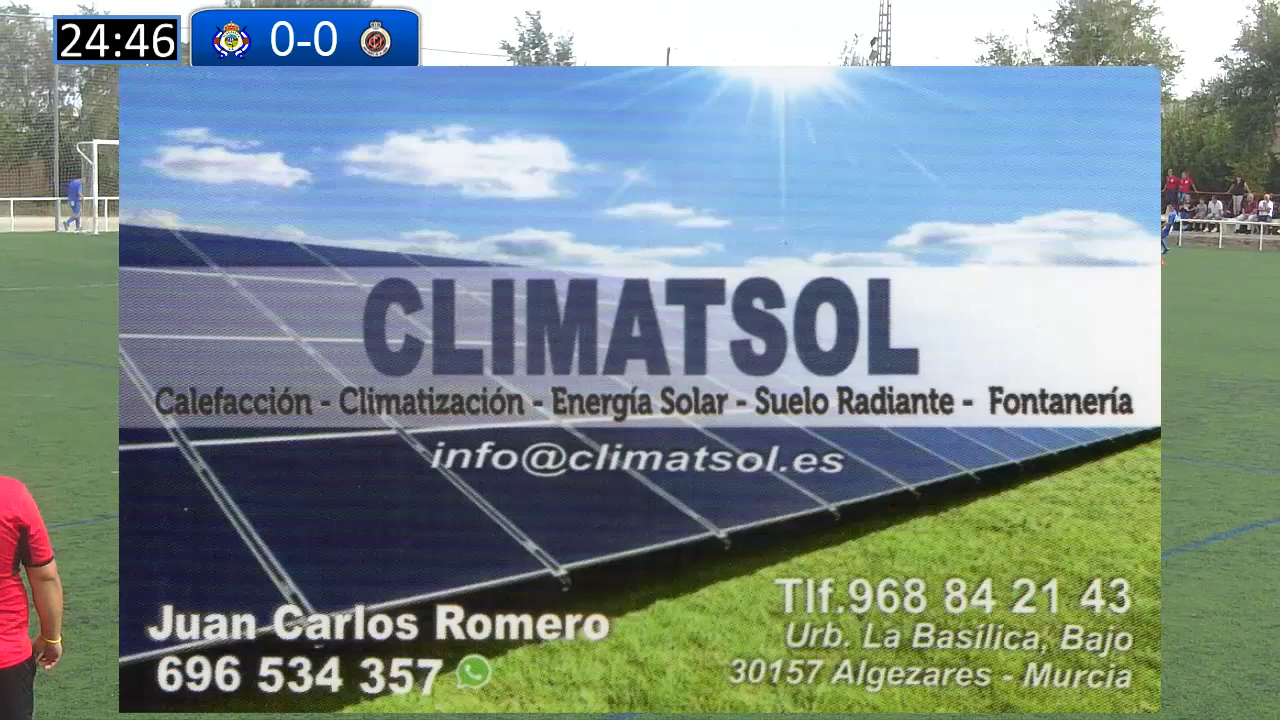 24:46
0-0
CLIMATSOL
Calefacción - Climatización - Energía Solar - Suelo Radiante - Fontanería
info@climatsol.es
Juan Carlos Romero
696 534 357
Tlf.968 84 21 43
Urb. La Basílica, Bajo
30157 Algezares - Murcia